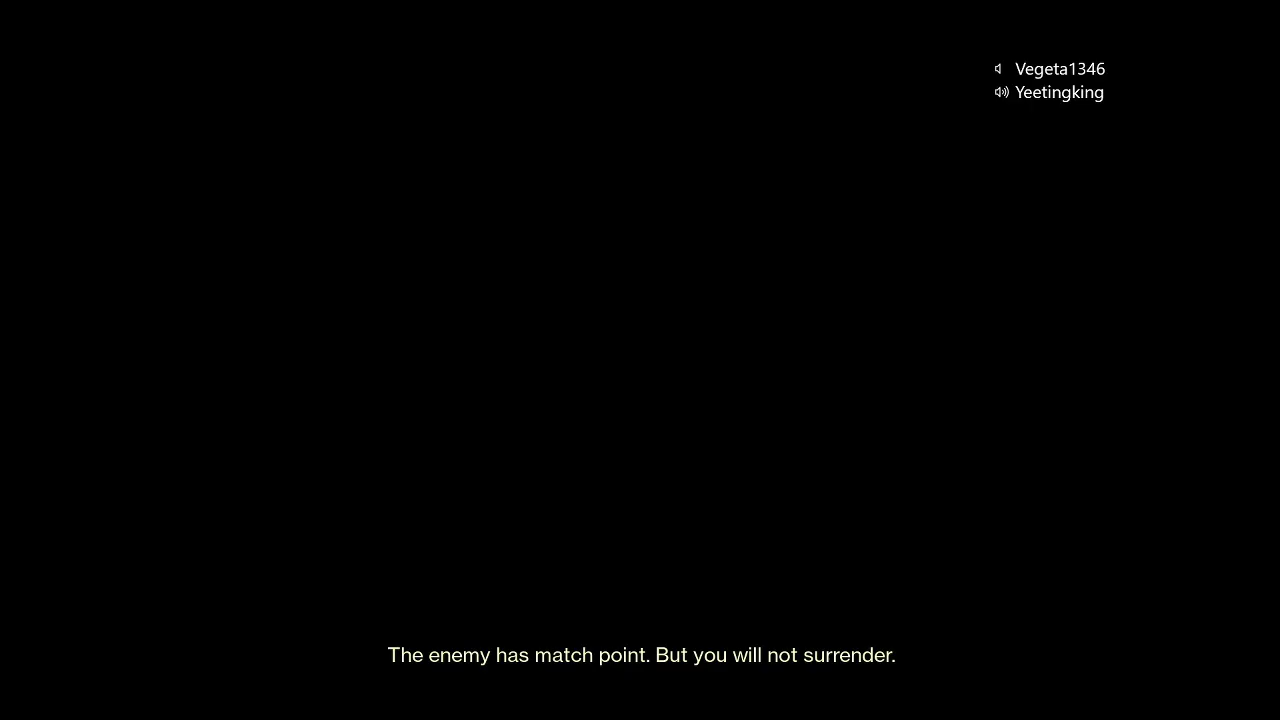 Vegeta1346
Yeetingking
The enemy has match point. But you will not surrender.